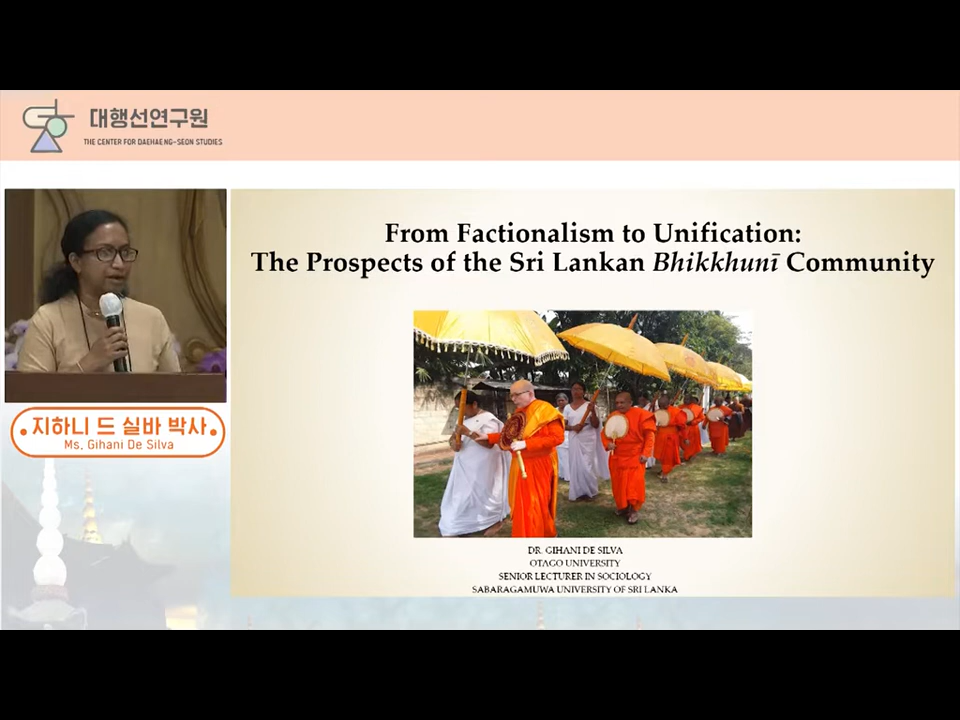 대행선연구원
THE CENTER FOR DAEHAENG-SEON STUDIES
From Factionalism to Unification:
The Prospects of the Sri Lankan Bhikkhunī Community
지하니 드 실바 박사
Ms. Gihani De Silva
DR. GIHANI DE SILVA
OTAGO UNIVERSITY
SENIOR LECTURER IN SOCIOLOGY
SABARAGAMUWA UNIVERSITY OF SRI LANKA